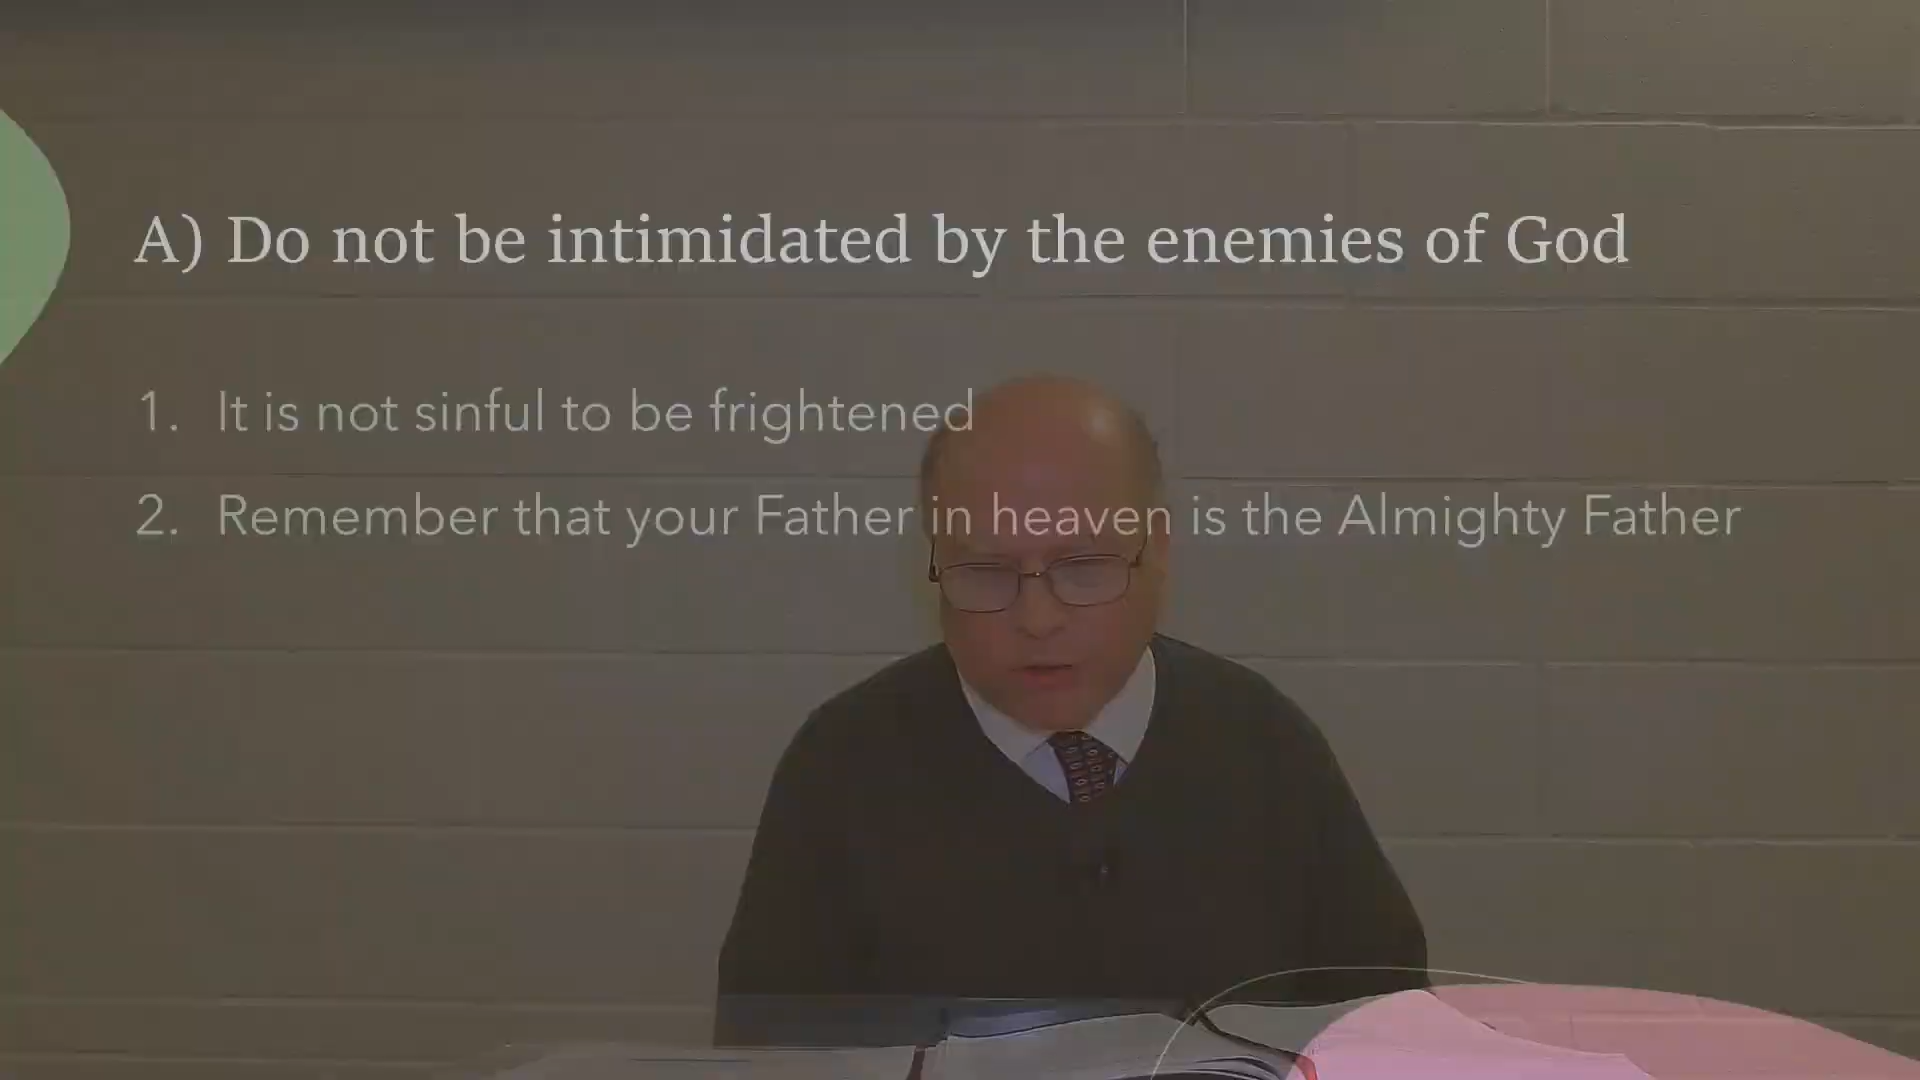 A) Do not be intimidated by the enemies of God
1. It is not sinful to be frightened
2. Remember that your Father in heaven is the Almighty Father